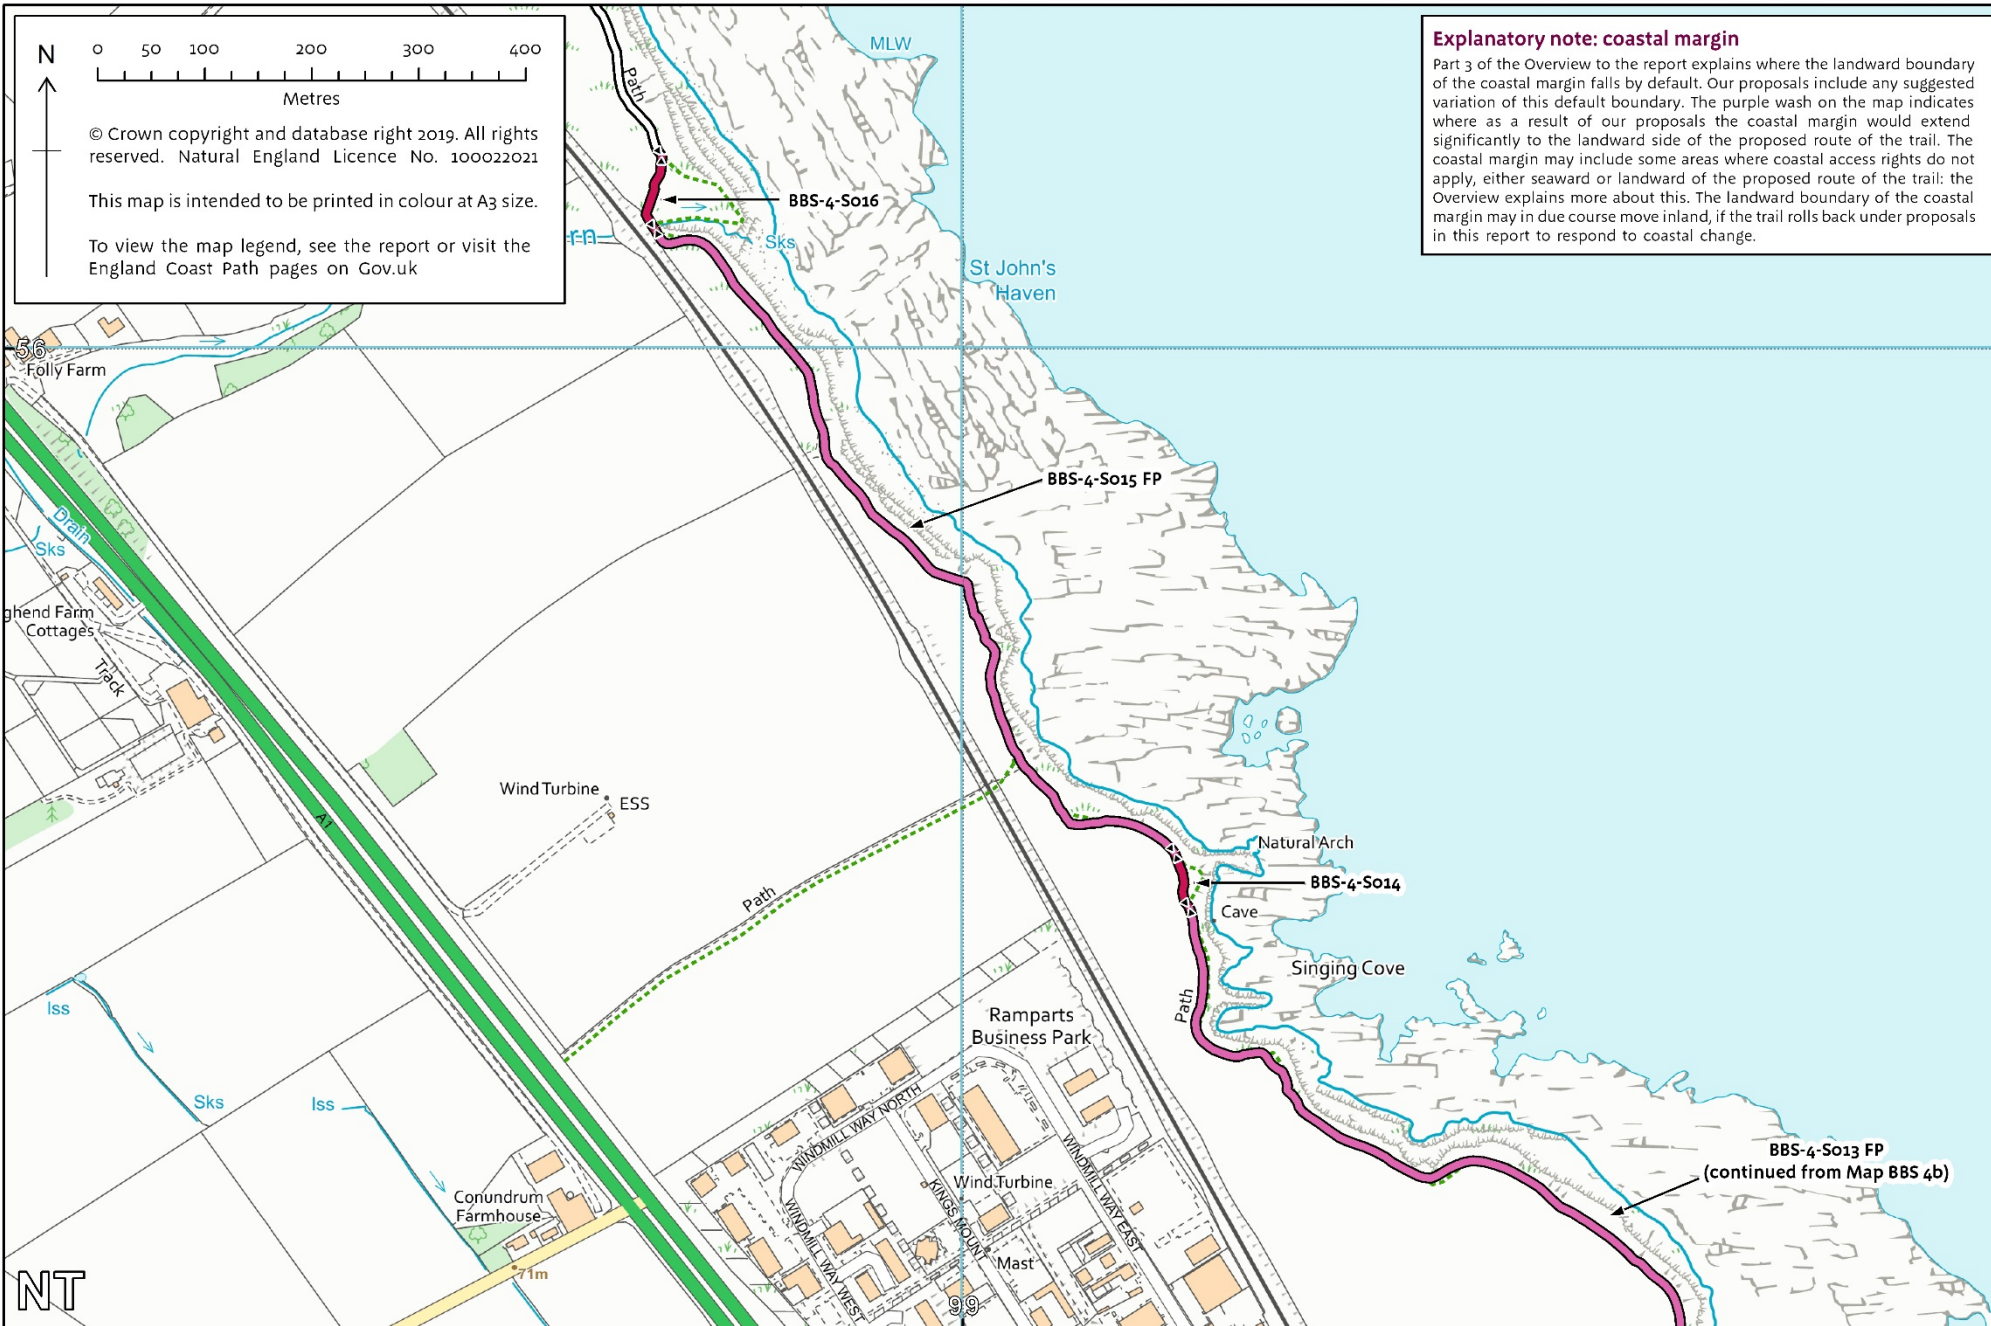 N
0 50 100 200 300 400
Metres
© Crown copyright and database right 2019. All rights
reserved. Natural England Licence No. 100022021
This map is intended to be printed in colour at A3 size.
To view the map legend, see the report or visit the
England Coast Path pages on Gov.uk
Explanatory note: coastal margin
Part 3 of the Overview to the report explains where the landward boundary
of the coastal margin falls by default. Our proposals include any suggested
variation of this default boundary. The purple wash on the map indicates
where as a result of our proposals the coastal margin would extend
significantly to the landward side of the proposed route of the trail. The
coastal margin may include some areas where coastal access rights do not
apply, either seaward or landward of the proposed route of the trail: the
Overview explains more about this. The landward boundary of the coastal
margin may in due course move inland, if the trail rolls back under proposals
in this report to respond to coastal change.
MLW
Path
BBS-4-S016
rn
Sks
St John's
Haven
56
Folly Farm
BBS-4-S015 FP
Drain
Sks
ghend Farm
Cottages
Track
Wind Turbine
ESS
A1
Natural Arch
BBS-4-S014
Path
Cave
Singing Cove
Path
Iss
Ramparts
Business Park
Sks
Iss
WINDMILL WAY NORTH
WINDMILL WAY EAST
BBS-4-S013 FP
(continued from Map BBS 4b)
Wind Turbine
KINGS MOUNT
Conundrum
Farmhouse
WINDMILL WAY WEST
Mast
71m
NT
99